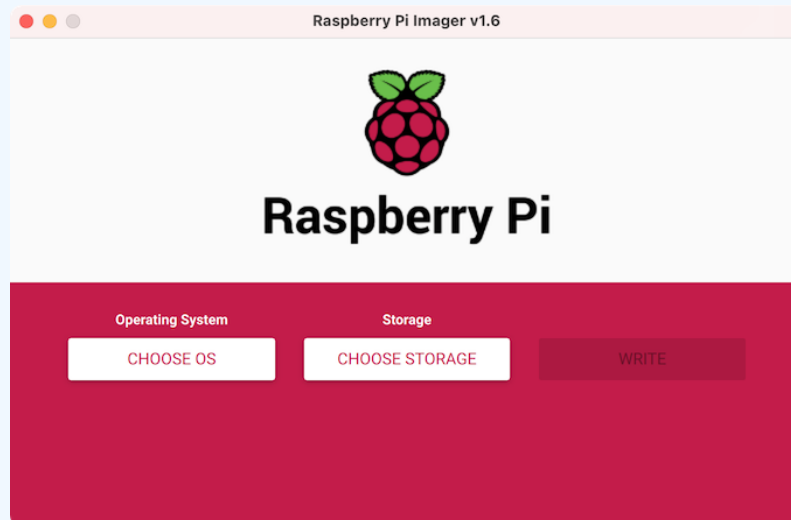 Raspberry Pi Imager v1.6
Raspberry Pi
Operating System Storage
CHOOSE OS CHOOSE STORAGE WRITE